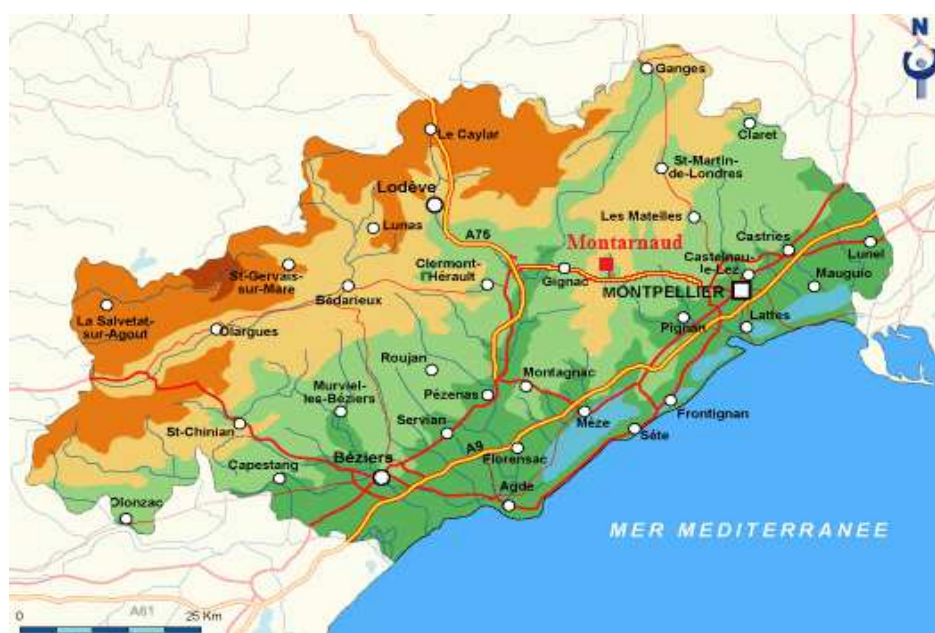 N
Ganges
Le Caylar
Claret
St-Martin-
de-Londres
Lodève
Les Matelles
Lunas
A75
Montarnaud
Castries
Clermont-
l'Hérault
Castelnau-
le-Lez
Lunel
St-Gervais-
sur-Mare
Gignac
Mauguio
Bédarieux
MONTPELLIER
La Salvetat-
sur-Agout
Olargues
Pignan
Lattes
Roujan
Montagnac
Murviel-
les-Béziers
Pézenas
Frontignan
Servian
Mèze
St-Chinian
Sète
A9
Florensac
Béziers
Capestang
Agde
Olonzac
MER MEDITERRANEE
A61
0
25 Km